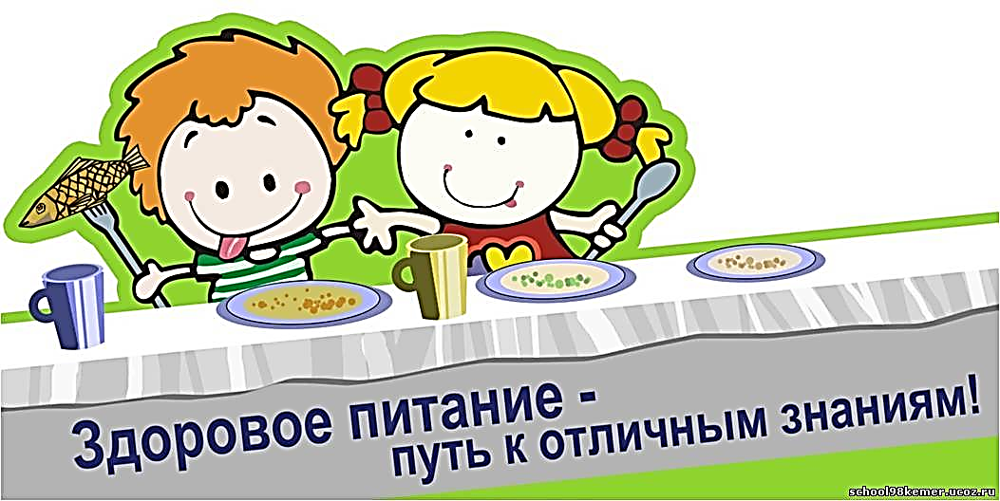 Здоровое питание -
путь к отличным знаниям!
school98kemer.ucoz.ru